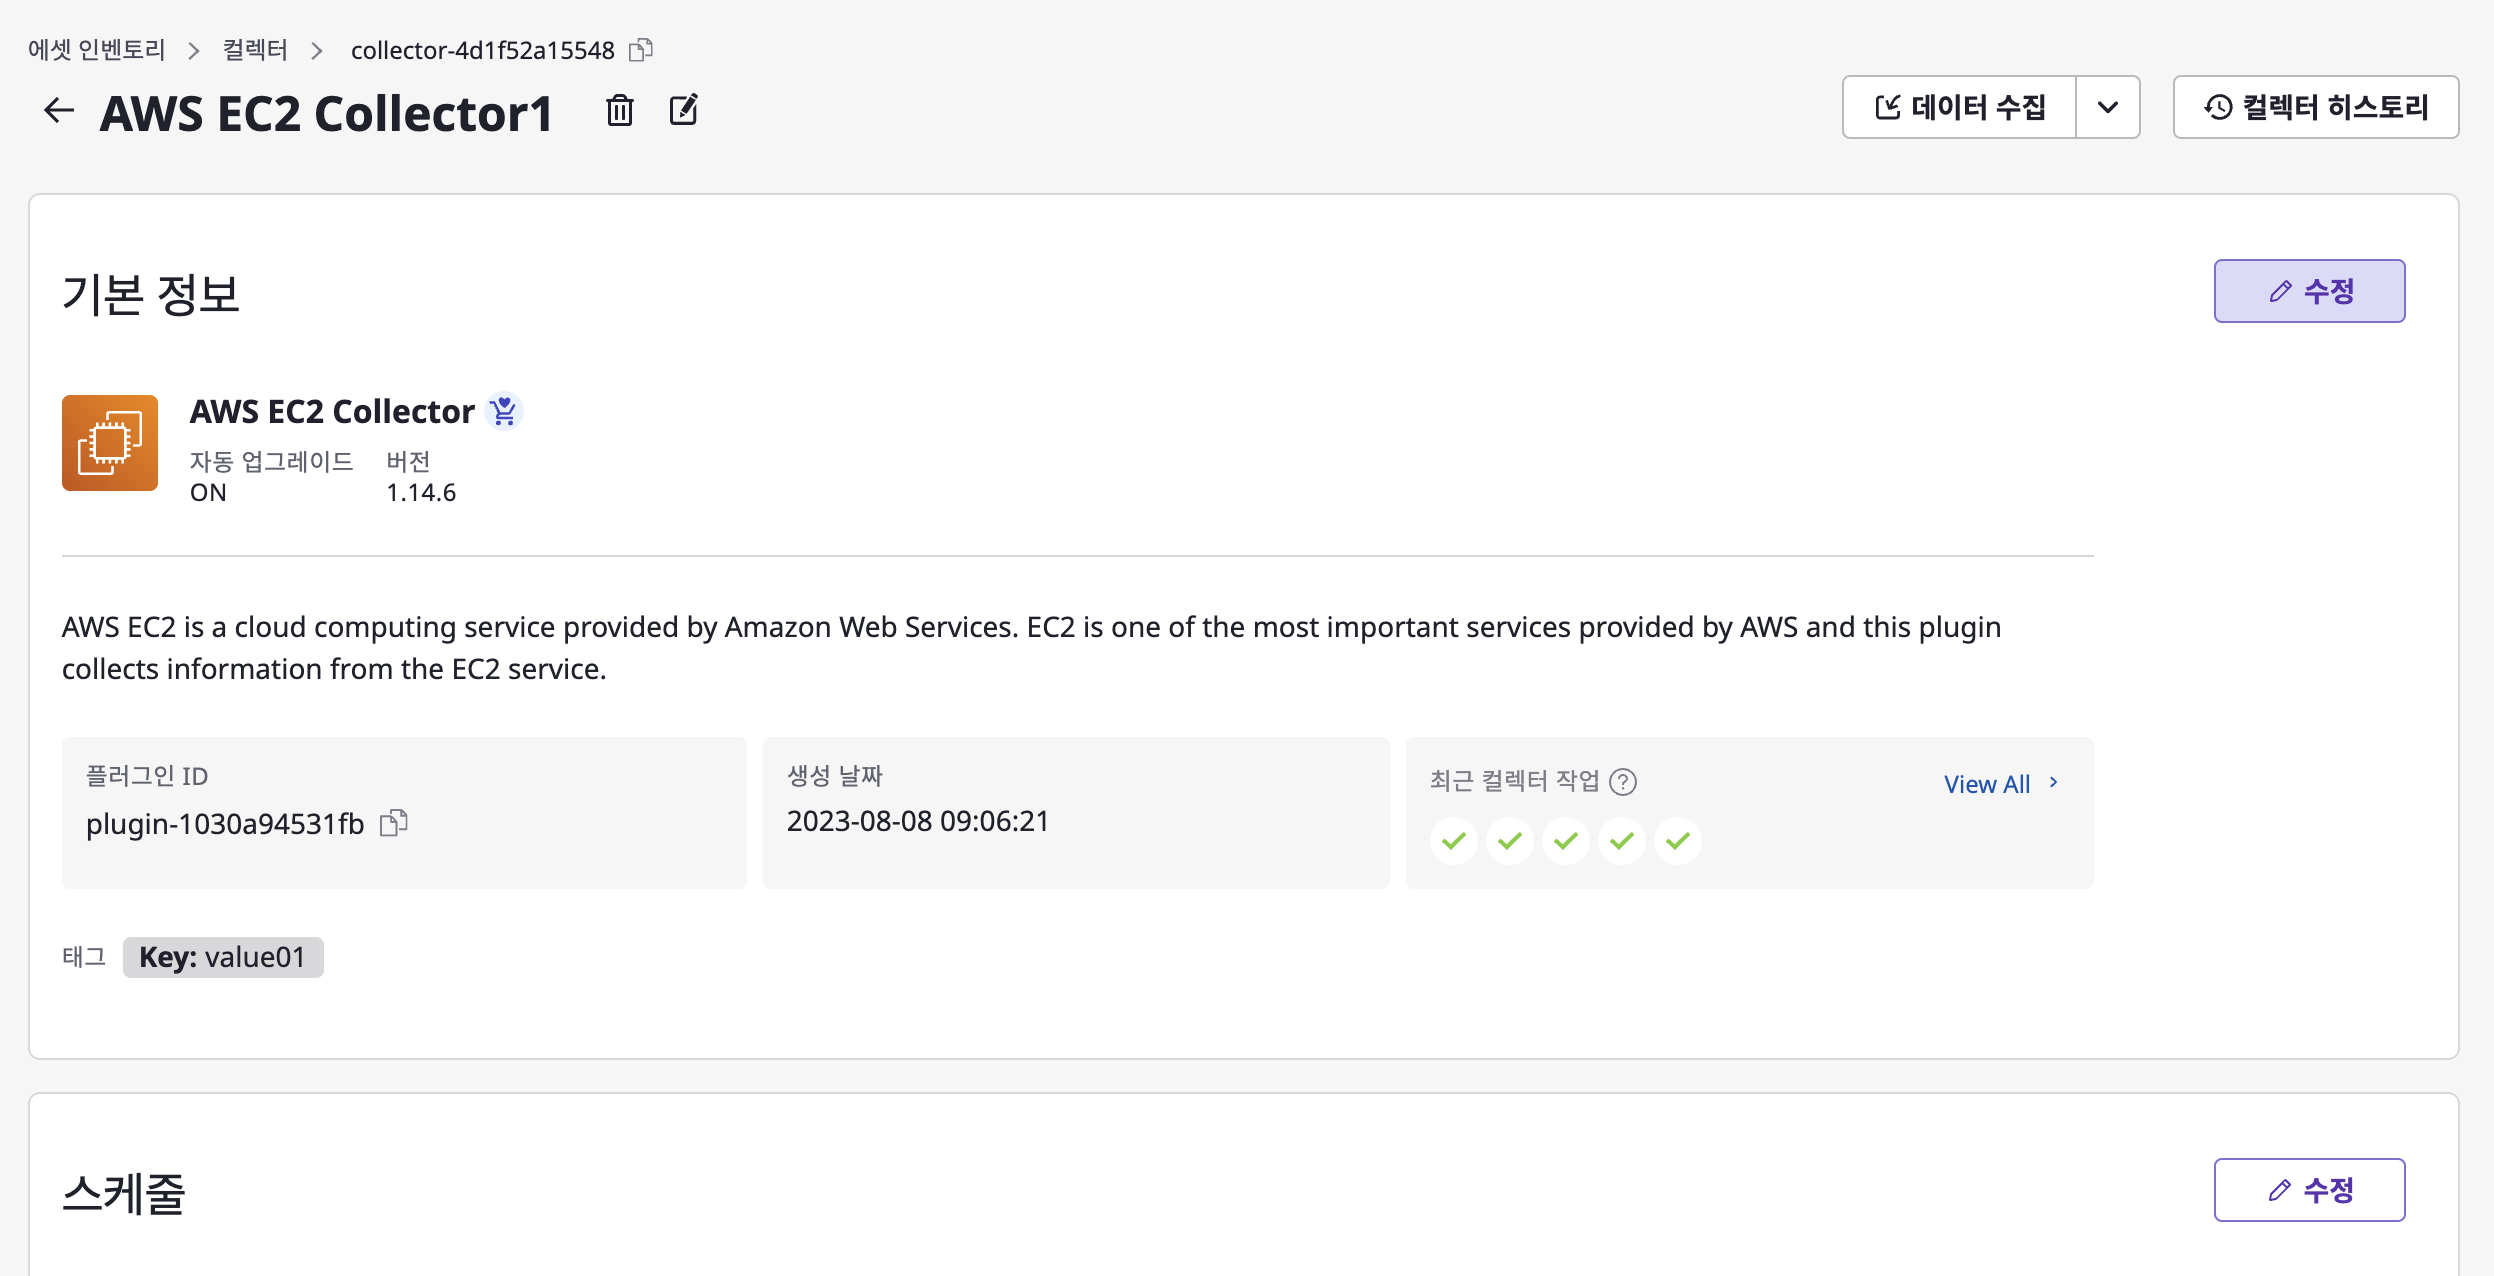 에셋 인벤토리 > 컬렉터 > collector-4d1f52a15548
AWS EC2 Collector1
데이터 수집
컬렉터 히스토리
기본 정보
수정
AWS EC2 Collector
자동 업그레이드 버전
ON 1.14.6
AWS EC2 is a cloud computing service provided by Amazon Web Services. EC2 is one of the most important services provided by AWS and this plugin
collects information from the EC2 service.
플러그인 ID
plugin-1030a94531fb
생성 날짜
2023-08-08 09:06:21
최근 컬렉터 작업
View All
태그 Key: value01
스케줄
수정